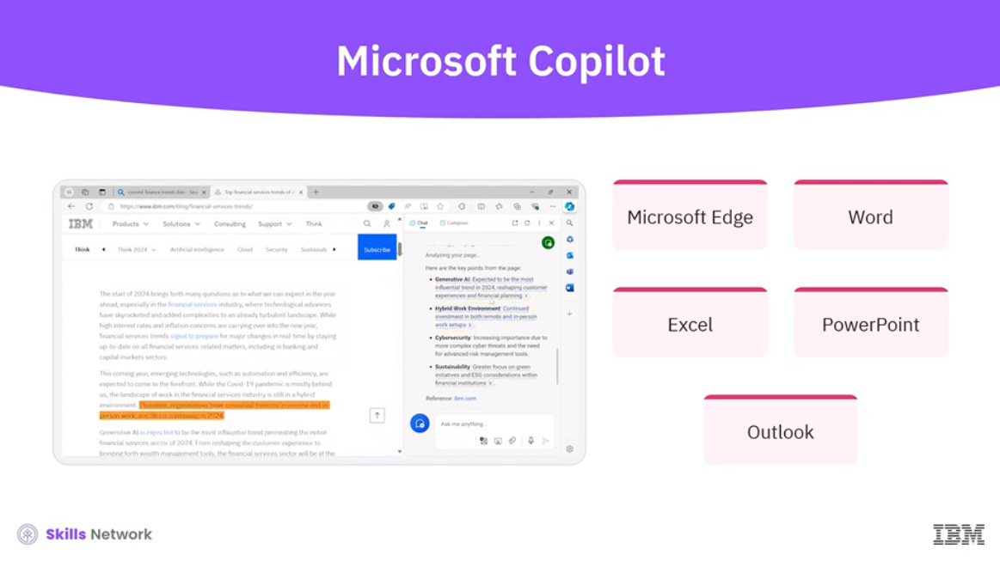 Microsoft Copilot
current finance trends ibm - Sea
Top financial services trends of 2
https://www.ibm.com/blog/financial-services-trends/
IBM
Products
Solutions
Consulting
Support
Think
Think
Think 2024
Artificial intelligence
Cloud
Security
Sustainab
Subscribe
The start of 2024 brings forth many questions as to what we can expect in the year
ahead, especially in the financial services industry, where technological advances
have skyrocketed and added complexities to an already turbulent landscape. While
high interest rates and inflation concerns are carrying over into the new year,
financial services trends signal to prepare for major changes in real-time by staying
up-to-date on all financial services-related matters, including in banking and
capital markets sectors.
This coming year, emerging technologies, such as automation and efficiency, are
expected to come to the forefront. While the Covid-19 pandemic is mostly behind
us, the landscape of work in the financial services industry is still in a hybrid
environment.
Generative AI is expected to be the most influential trend permeating the entire
financial services sector of 2024. From reshaping the customer experience to
bringing forth wealth management tools, the financial services sector will be at the
Chat
Compose
Analyzing your page..
Here are the key points from the page:
• Generative AI: Expected to be the most
influential trend in 2024, reshaping customer
experiences and financial planning 1 .
• Hybrid Work Environment: Continued
investment in both remote and in-person
work setups 2 .
• Cybersecurity: Increasing importance due to
more complex cyber threats and the need
for advanced risk management tools.
• Sustainability: Greater focus on green
initiatives and ESG considerations within
financial institutions 3 .
Reference: ibm.com
Ask me anything...
Microsoft Edge
Word
Excel
PowerPoint
Outlook
Skills Network
IBM